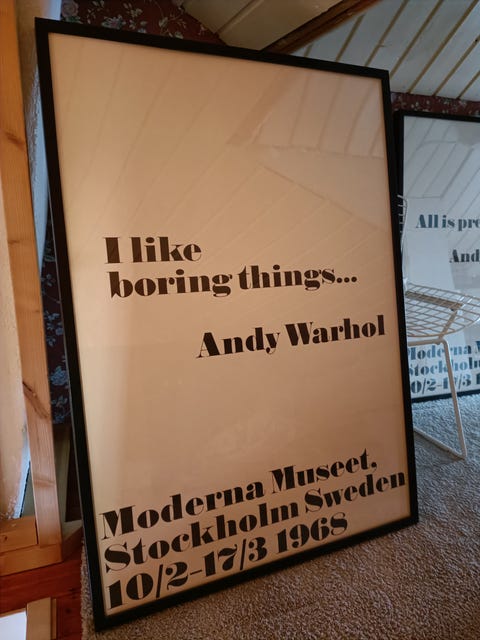 I like
boring things...
Andy Warhol
Moderna Museet,
Stockholm Sweden
10/2-17/3 1968
All is
And
Moderna
Stockholm
10/2-17/3